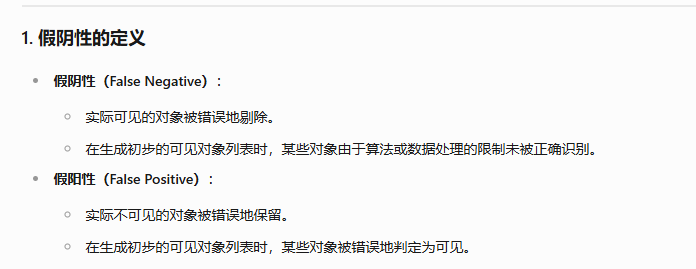 1. 假阴性的定义
假阴性（False Negative）：
实际可见的对象被错误地剔除。
在生成初步的可见对象列表时，某些对象由于算法或数据处理的限制未被正确识别。
假阳性（False Positive）：
实际不可见的对象被错误地保留。
在生成初步的可见对象列表时，某些对象被错误地判定为可见。